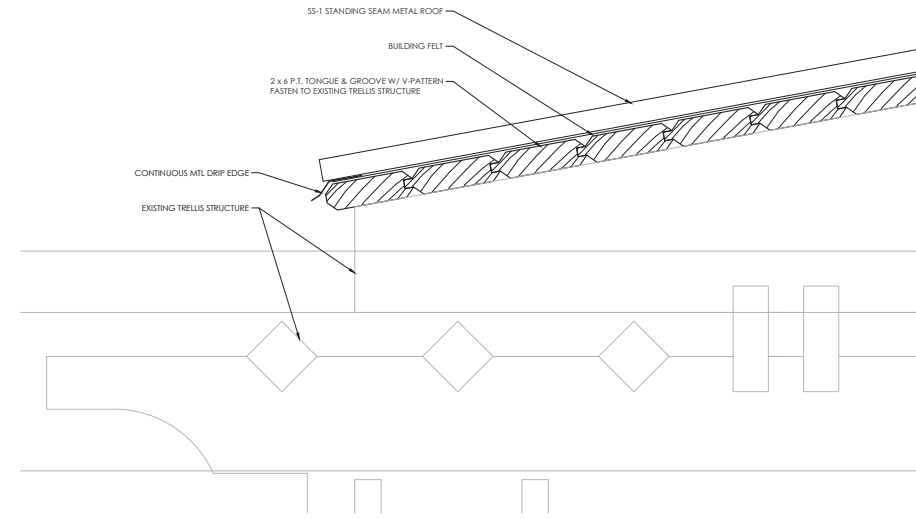 SS-1 STANDING SEAM METAL ROOF
BUILDING FELT
2 x 6 P.T. TONGUE & GROOVE W/ V-PATTERN
FASTEN TO EXISTING TRELLIS STRUCTURE
CONTINUOUS MTL DRIP EDGE
EXISTING TRELLIS STRUCTURE